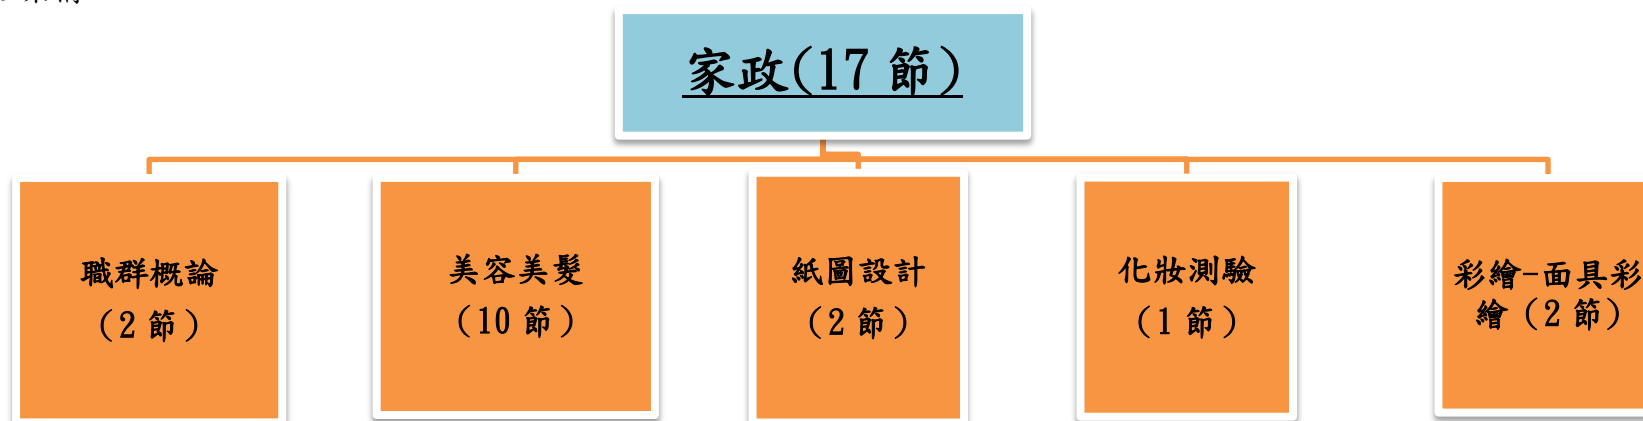 家政(17 節)
職群概論
(2 節)
美容美髮
(10 節)
紙圖設計
(2 節)
化妝測驗
(1 節)
彩繪-面具彩
繪(2 節)